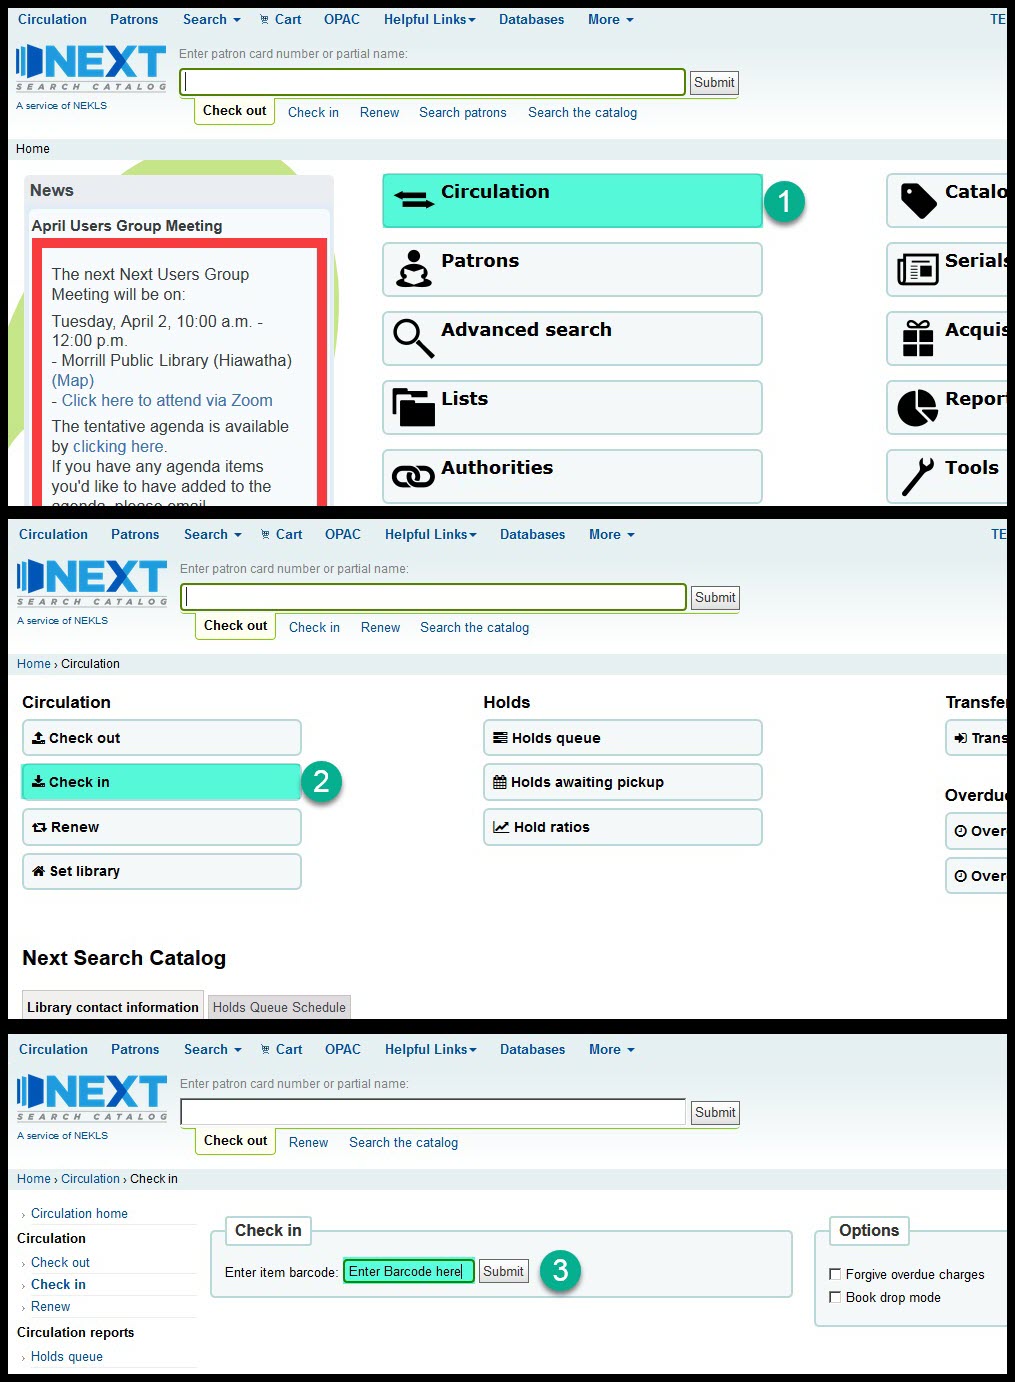 Circulation Patrons Search Cart OPAC Helpful Links Databases More TE
NEXT
SEARCH CATALOG
A service of NEKLS
Enter patron card number or partial name:
Submit
Check out Check in Renew Search patrons Search the catalog
Home
News
April Users Group Meeting
The next Next Users Group
Meeting will be on:
Tuesday, April 2, 10:00 a.m. -
12:00 p.m.
- Morrill Public Library (Hiawatha)
(Map)
- Click here to attend via Zoom
The tentative agenda is available
by clicking here.
If you have any agenda items
you'd like to have added to the
agenda, please email
Circulation
1
Patrons
Advanced search
Lists
Authorities
Catalo
Serials
Acquis
Repor
Tools
Circulation Patrons Search Cart OPAC Helpful Links Databases More TE
NEXT
SEARCH CATALOG
A service of NEKLS
Enter patron card number or partial name:
Submit
Check out Check in Renew Search the catalog
Home › Circulation
Circulation
Check out
Check in
2
Renew
Set library
Holds
Holds queue
Holds awaiting pickup
Hold ratios
Transfe
Trans
Overdu
Over
Over
Next Search Catalog
Library contact information Holds Queue Schedule
Circulation Patrons Search Cart OPAC Helpful Links Databases More
NEXT
SEARCH CATALOG
A service of NEKLS
Enter patron card number or partial name:
Submit
Check out Renew Search the catalog
Home › Circulation › Check in
› Circulation home
Circulation
› Check out
› Check in
› Renew
Circulation reports
› Holds queue
Check in
Enter item barcode: Enter Barcode here Submit
3
Options
Forgive overdue charges
Book drop mode